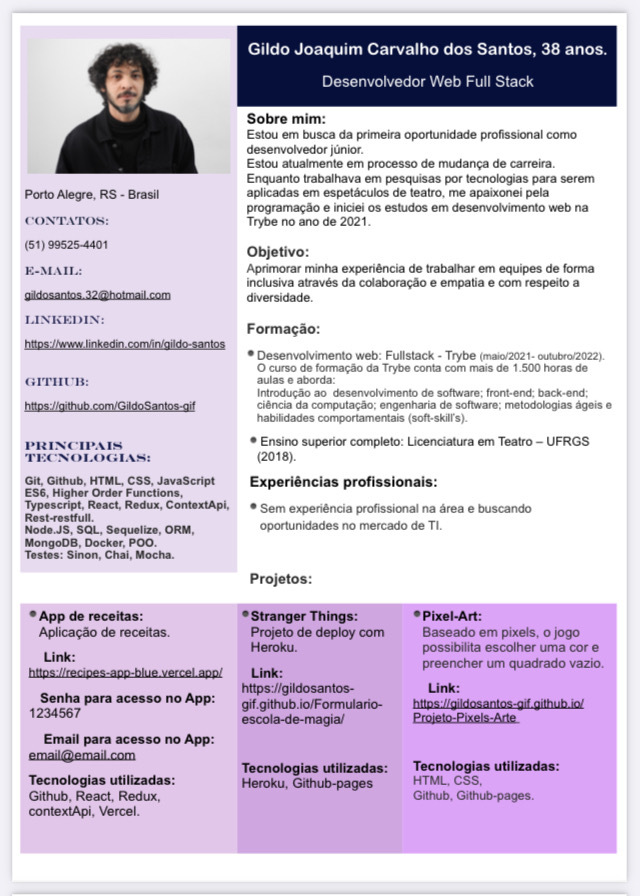 Gildo Joaquim Carvalho dos Santos, 38 anos.
Desenvolvedor Web Full Stack
Porto Alegre, RS - Brasil
CONTATOS:
(51) 99525-4401
E-MAIL:
gildosantos.32@hotmail.com
LINKEDIN:
https://www.linkedin.com/in/gildo-santos
GITHUB:
https://github.com/GildoSantos-gif
PRINCIPAIS
TECNOLOGIAS:
Git, Github, HTML, CSS, JavaScript
ES6, Higher Order Functions,
Typescript, React, Redux, ContextApi,
Rest-restfull.
Node.JS, SQL, Sequelize, ORM,
MongoDB, Docker, POO.
Testes: Sinon, Chai, Mocha.
Sobre mim:
Estou em busca da primeira oportunidade profissional como
desenvolvedor júnior.
Estou atualmente em processo de mudança de carreira.
Enquanto trabalhava em pesquisas por tecnologias para serem
aplicadas em espetáculos de teatro, me apaixonei pela
programação e iniciei os estudos em desenvolvimento web na
Trybe no ano de 2021.
Objetivo:
Aprimorar minha experiência de trabalhar em equipes de forma
inclusiva através da colaboração e empatia e com respeito a
diversidade.
Formação:
Desenvolvimento web: Fullstack - Trybe (maio/2021- outubro/2022).
O curso de formação da Trybe conta com mais de 1.500 horas de
aulas e aborda:
Introdução ao desenvolvimento de software; front-end; back-end;
ciência da computação; engenharia de software; metodologias ágeis e
habilidades comportamentais (soft-skill's).
Ensino superior completo: Licenciatura em Teatro – UFRGS
(2018).
Experiências profissionais:
Sem experiência profissional na área e buscando
oportunidades no mercado de TI.
Projetos:
App de receitas:
Aplicação de receitas.
Link:
https://recipes-app-blue.vercel.app/
Senha para acesso no App:
1234567
Email para acesso no App:
email@email.com
Tecnologias utilizadas:
Github, React, Redux,
contextApi, Vercel.
Stranger Things:
Projeto de deploy com
Heroku.
Link:
https://gildosantos-
gif.github.io/Formulario-
escola-de-magia/
Tecnologias utilizadas:
Heroku, Github-pages
Pixel-Art:
Baseado em pixels, o jogo
possibilita escolher uma cor e
preencher um quadrado vazio.
Link:
https://gildosantos-gif.github.io/
Projeto-Pixels-Arte
Tecnologias utilizadas:
HTML, CSS,
Github, Github-pages.